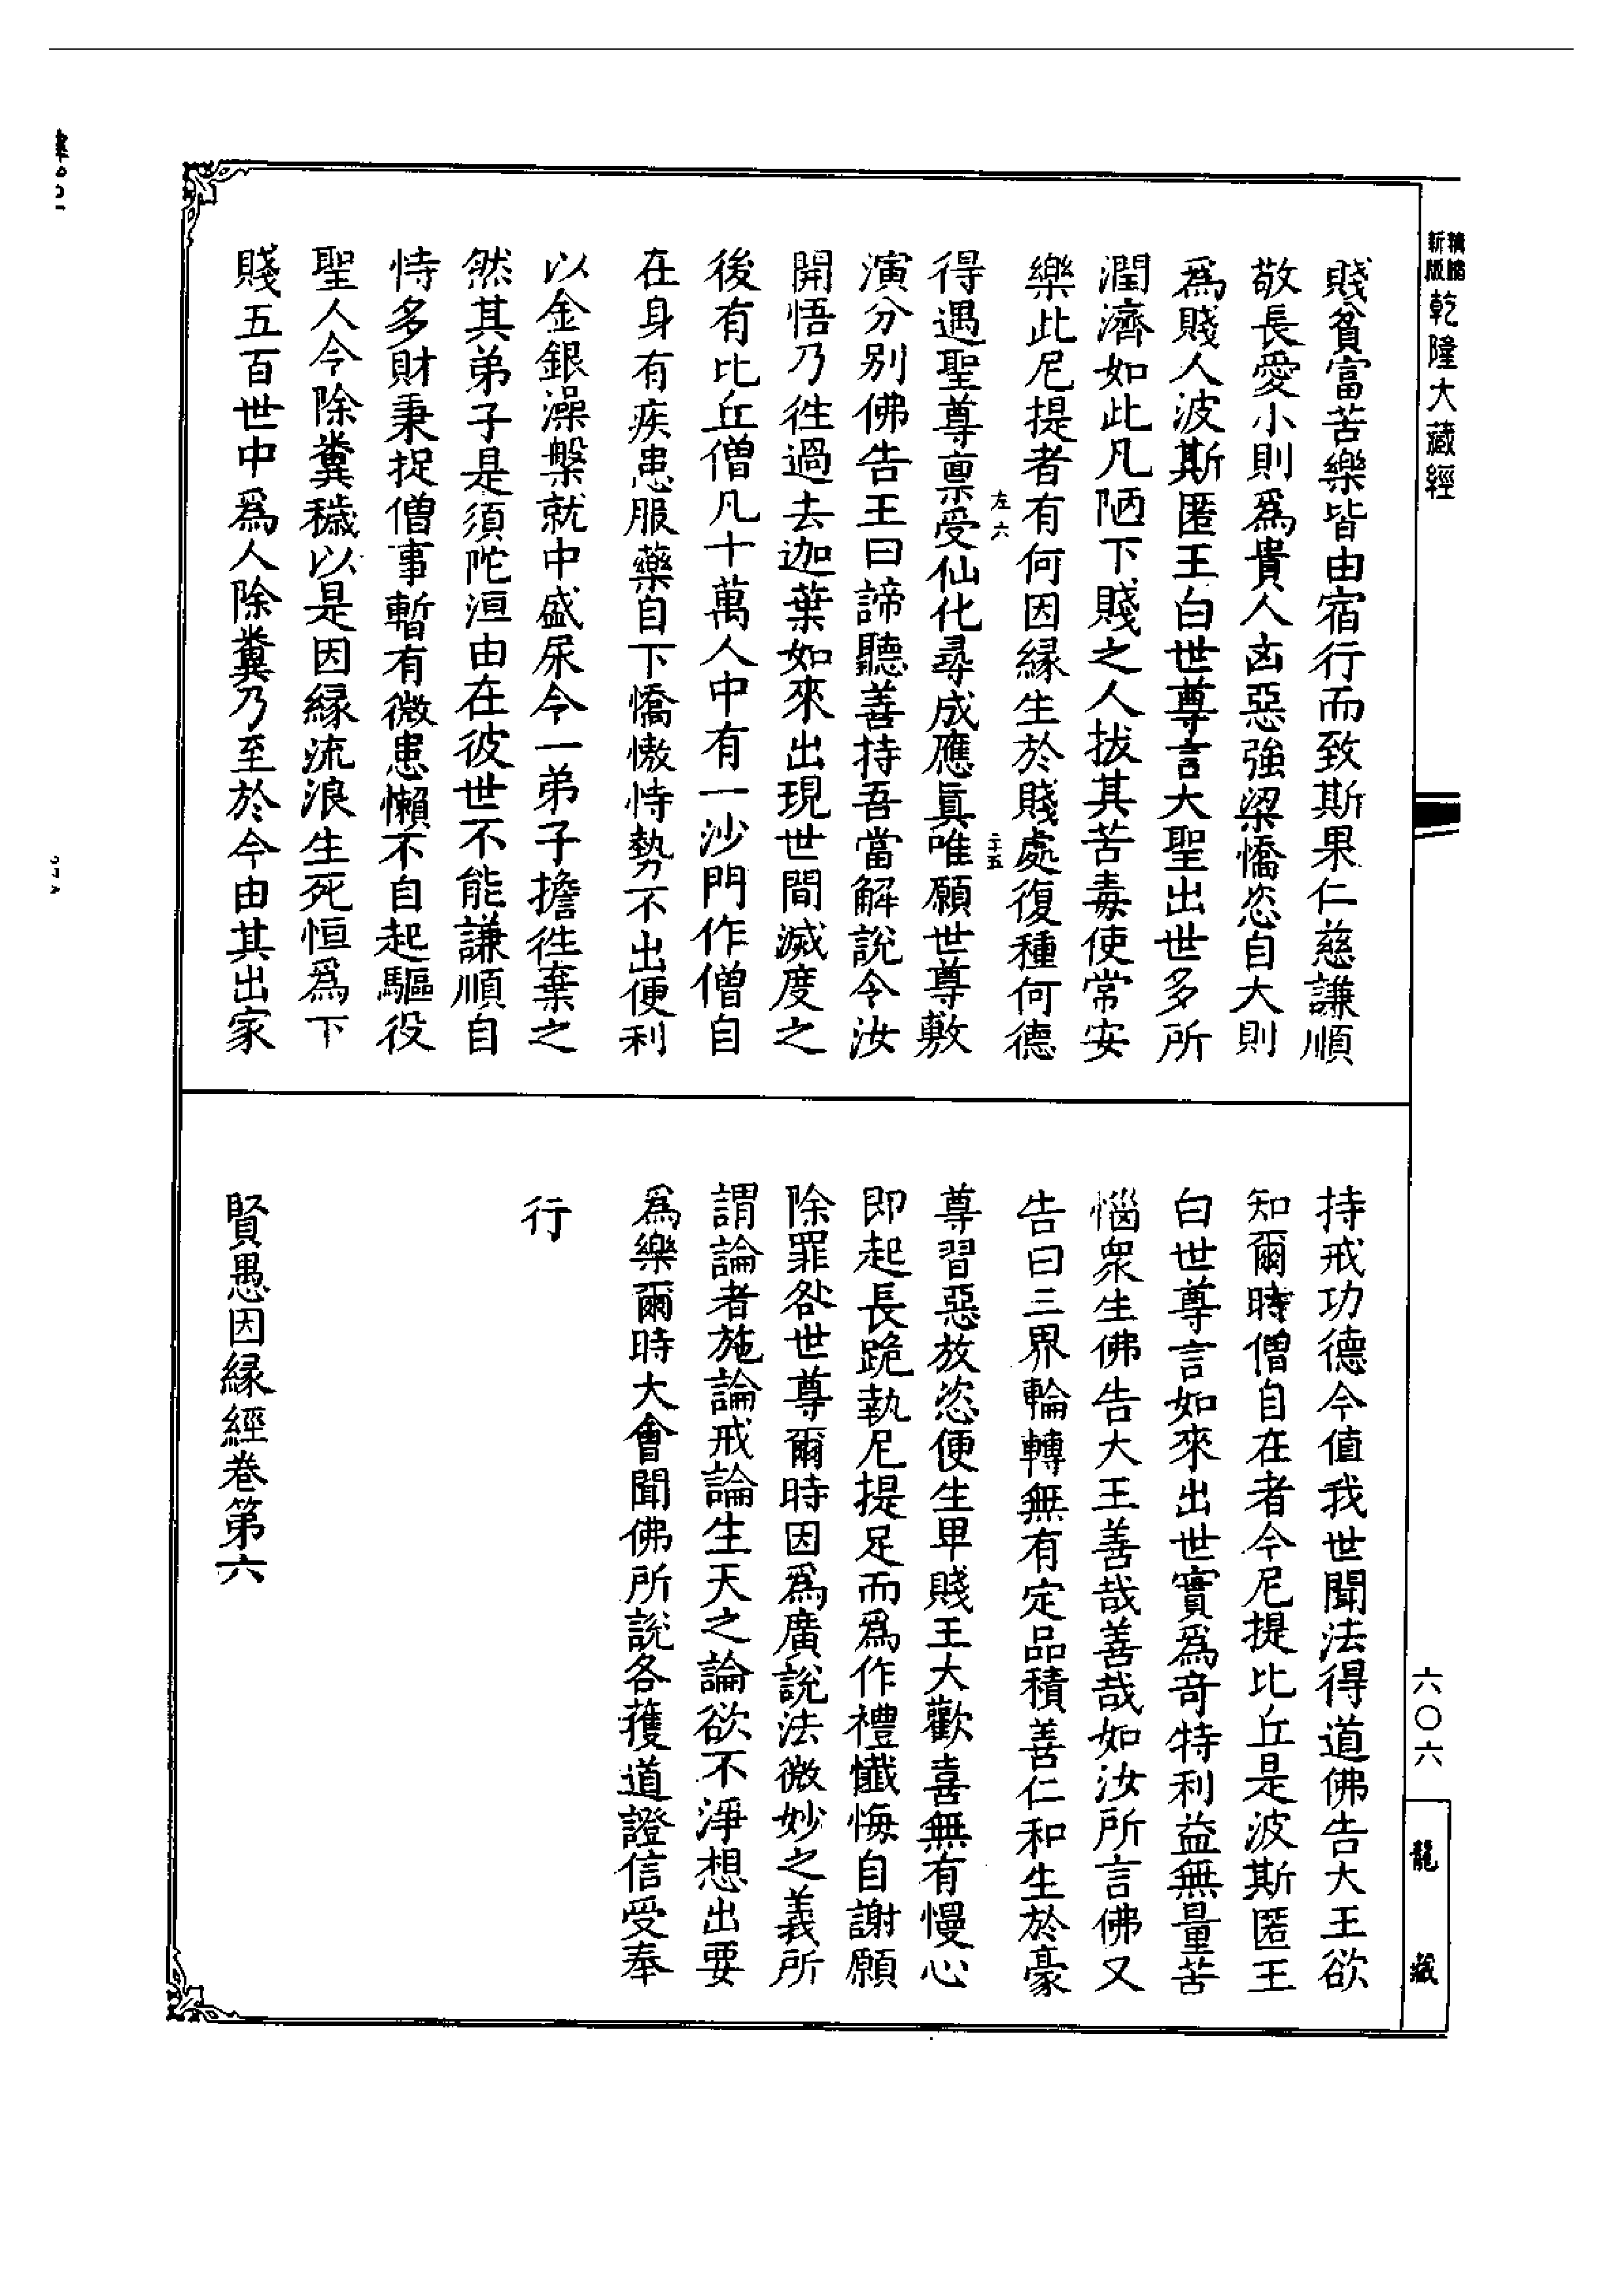 乾隆大藏經
賤貧富苦樂皆由宿行而致斯果仁慈謙順
敬長愛小則爲貴人凶惡強梁憍恣自大則
爲賤人波斯匿王白世尊言大聖出世多所
潤濟如此凡陋下賤之人拔其苦毒使常安
樂此尼提者有何因緣生於賤處復種何德
左六
二十五
得遇聖尊稟受仙化尋成應眞唯願世尊敷
演分別佛告王曰諦聽善持吾當解說令汝
開悟乃徃過去迦葉如來出現世間滅度之
後有比丘僧凡十萬人中有一沙門作僧自
在身有疾患服藥自下憍慠恃勢不出便利
以金銀澡槃就中盛尿令一弟子擔徃棄之
然其弟子是須陀洹由在彼世不能謙順自
恃多財秉捉僧事暫有微患懶不自起驅役
聖人令除糞穢以是因緣流浪生死恒爲下
賤五百世中爲人除糞乃至於今由其出家
持戒功德今值我世聞法得道佛告大王欲
知爾時僧自在者今尼提比丘是波斯匿王
白世尊言如來出世實爲奇特利益無量苦
惱衆生佛告大王善哉善哉如汝所言佛又
告曰三界輪轉無有定品積善仁和生於豪
尊習惡放恣便生卑賤王大歡喜無有慢心
即起長跪執尼提足而爲作禮懺悔自謝願
除罪咎世尊爾時因爲廣說法微妙之義所
謂論者施論戒論生天之論欲不淨想出要
爲樂爾時大會聞佛所說各獲道證信受奉
行
賢愚因緣經卷第六
六〇六
龍藏